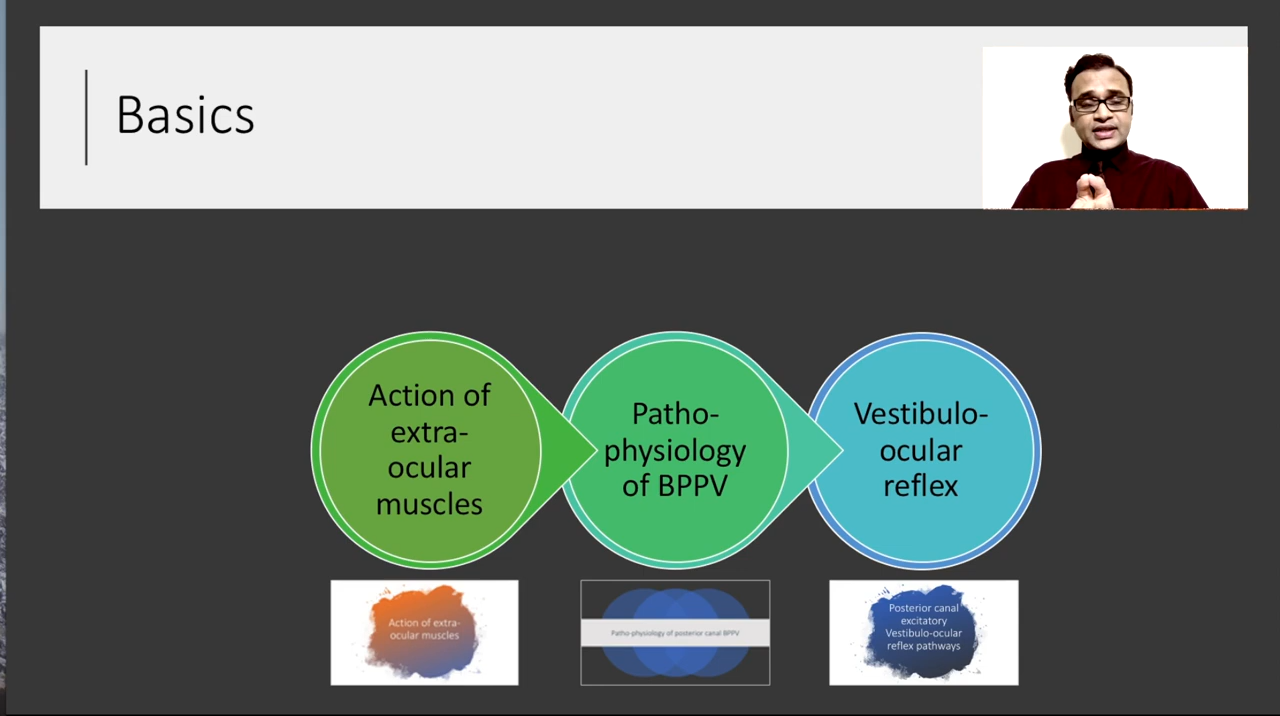 Basics
Action of
extra-
ocular
muscles
Patho-
physiology
of BPPV
Vestibulo-
ocular
reflex
Action of extra-
ocular muscles
Patho-physiology of posterior canal BPPV
Posterior canal
excitatory
Vestibulo-ocular
reflex pathways